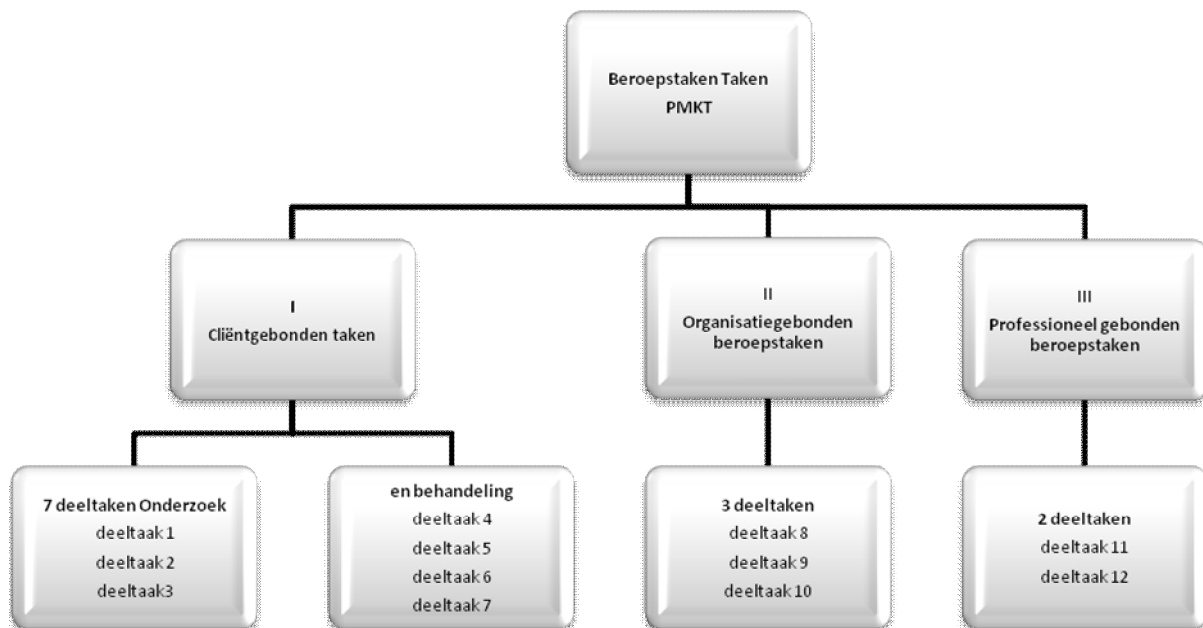 Beroepstaken Taken
PMKT
I
Cliëntgebonden taken
II
Organisatiegebonden
beroepstaken
III
Professioneel gebonden
beroepstaken
7 deeltaken Onderzoek
deeltaak 1
deeltaak 2
deeltaak3
en behandeling
deeltaak 4
deeltaak 5
deeltaak 6
deeltaak 7
3 deeltaken
deeltaak 8
deeltaak 9
deeltaak 10
2 deeltaken
deeltaak 11
deeltaak 12